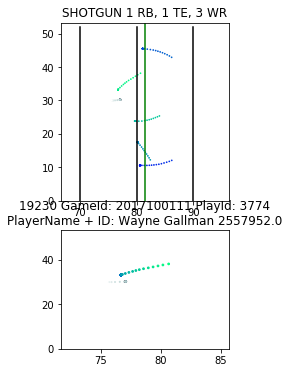 SHOTGUN 1 RB, 1 TE, 3 WR
50
40
30
20
10
0
70 80 90
19230 GameId: 2017100111 PlayId: 3774
PlayerName + ID: Wayne Gallman 2557952.0
40
20
0
75 80 85